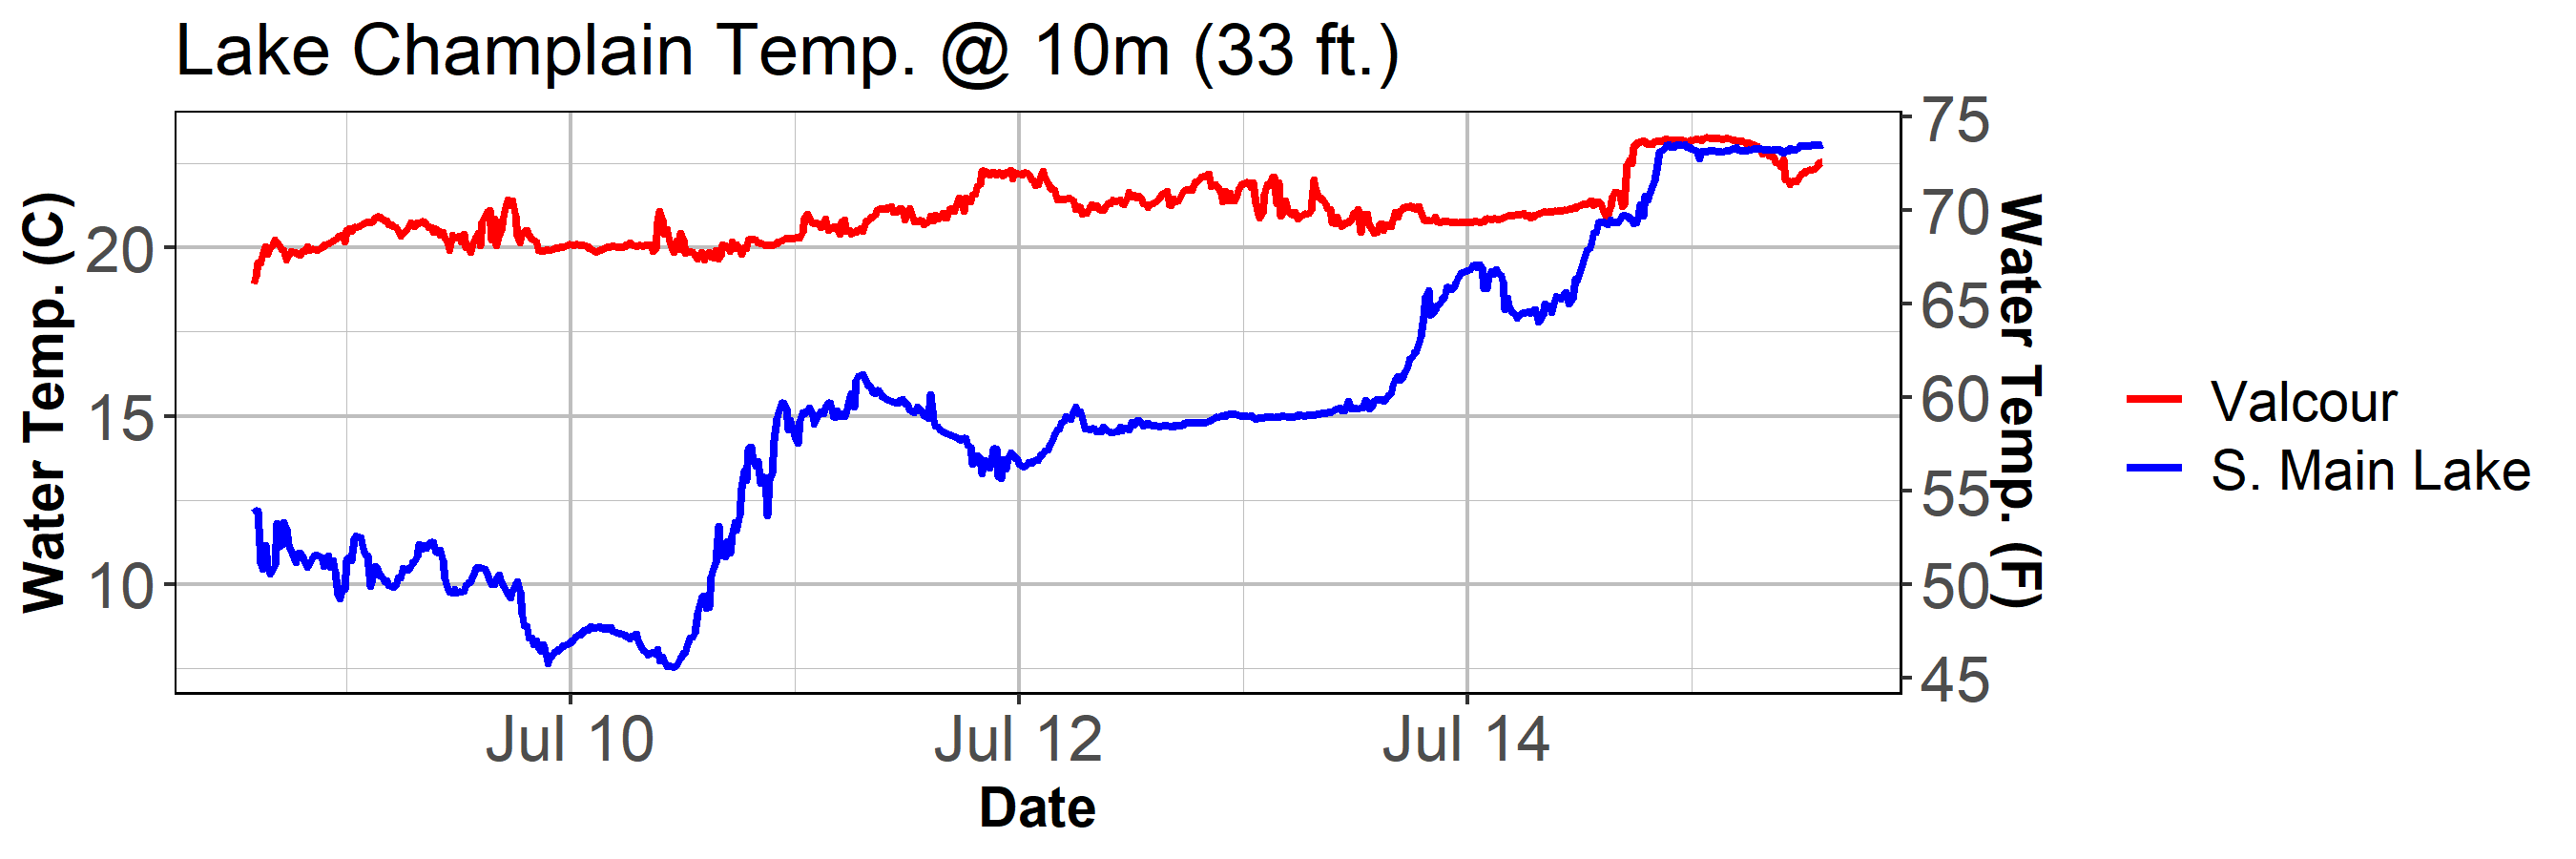 Lake Champlain Temp. @ 10m (33 ft.)
Water Temp. (C)
20
15
10
75
70
65
60
55
50
45
Water Temp. (F)
Jul 10
Jul 12
Jul 14
Date
Valcour
S. Main Lake